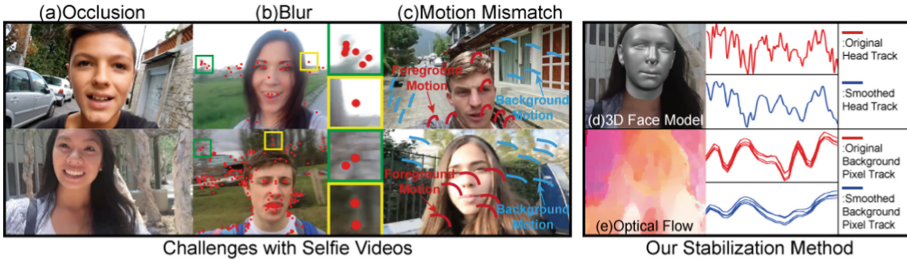 (a)Occlusion
(b)Blur
(c)Motion Mismatch
Foreground
Motion
Background
Motion
Foreground
Motion
Background
Motion
Challenges with Selfie Videos
(d)3D Face Model
:Original
Head Track
:Smoothed
Head Track
(e)Optical Flow
:Original
Background
Pixel Track
:Smoothed
Background
Pixel Track
Our Stabilization Method